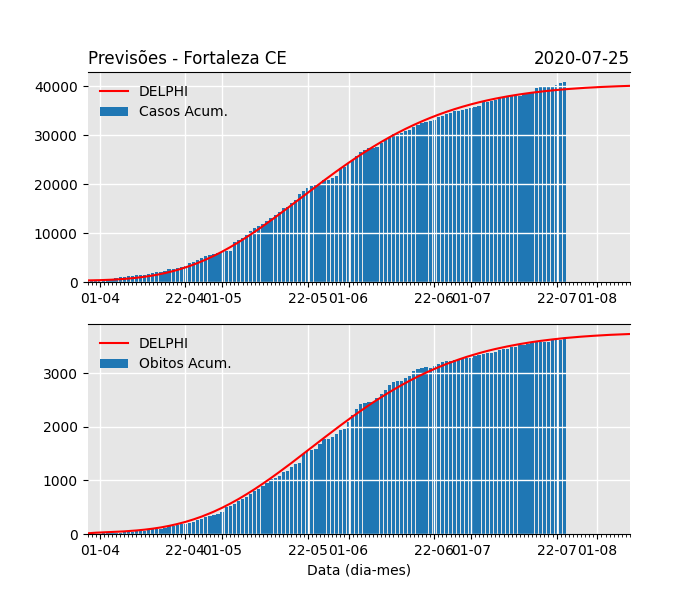 Previsões - Fortaleza CE 2020-07-25
DELPHI
Casos Acum.
40000
30000
20000
10000
0
01-04 22-04 01-05 22-05 01-06 22-06 01-07 22-07 01-08
DELPHI
Obitos Acum.
3000
2000
1000
0
01-04 22-04 01-05 22-05 01-06 22-06 01-07 22-07 01-08
Data (dia-mes)